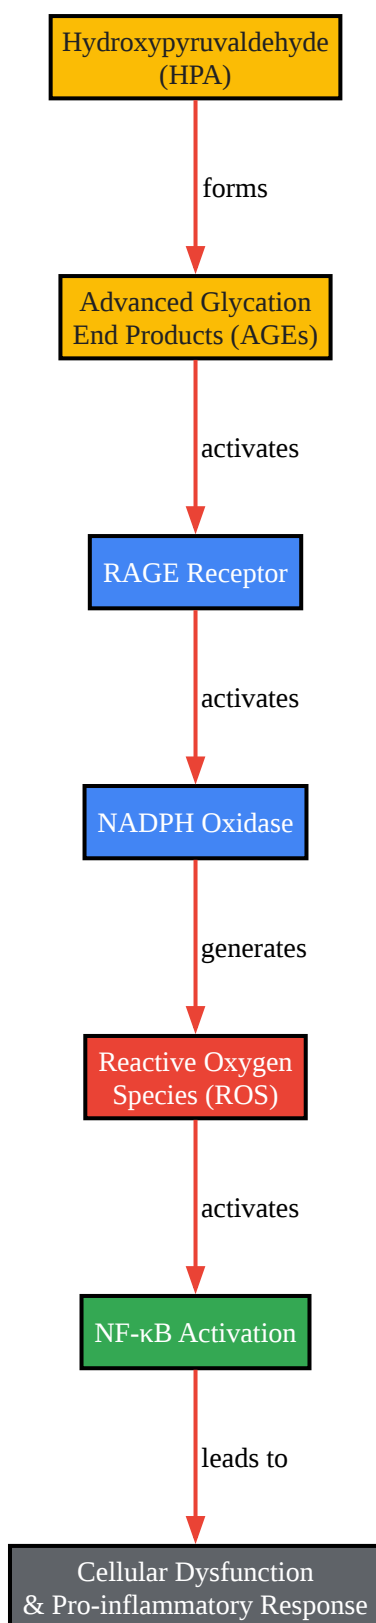 Hydroxypyruvaldehyde
(HPA)
forms
Advanced Glycation
End Products (AGEs)
activates
RAGE Receptor
activates
NADPH Oxidase
generates
Reactive Oxygen
Species (ROS)
activates
NF-κB Activation
leads to
Cellular Dysfunction
& Pro-inflammatory Response